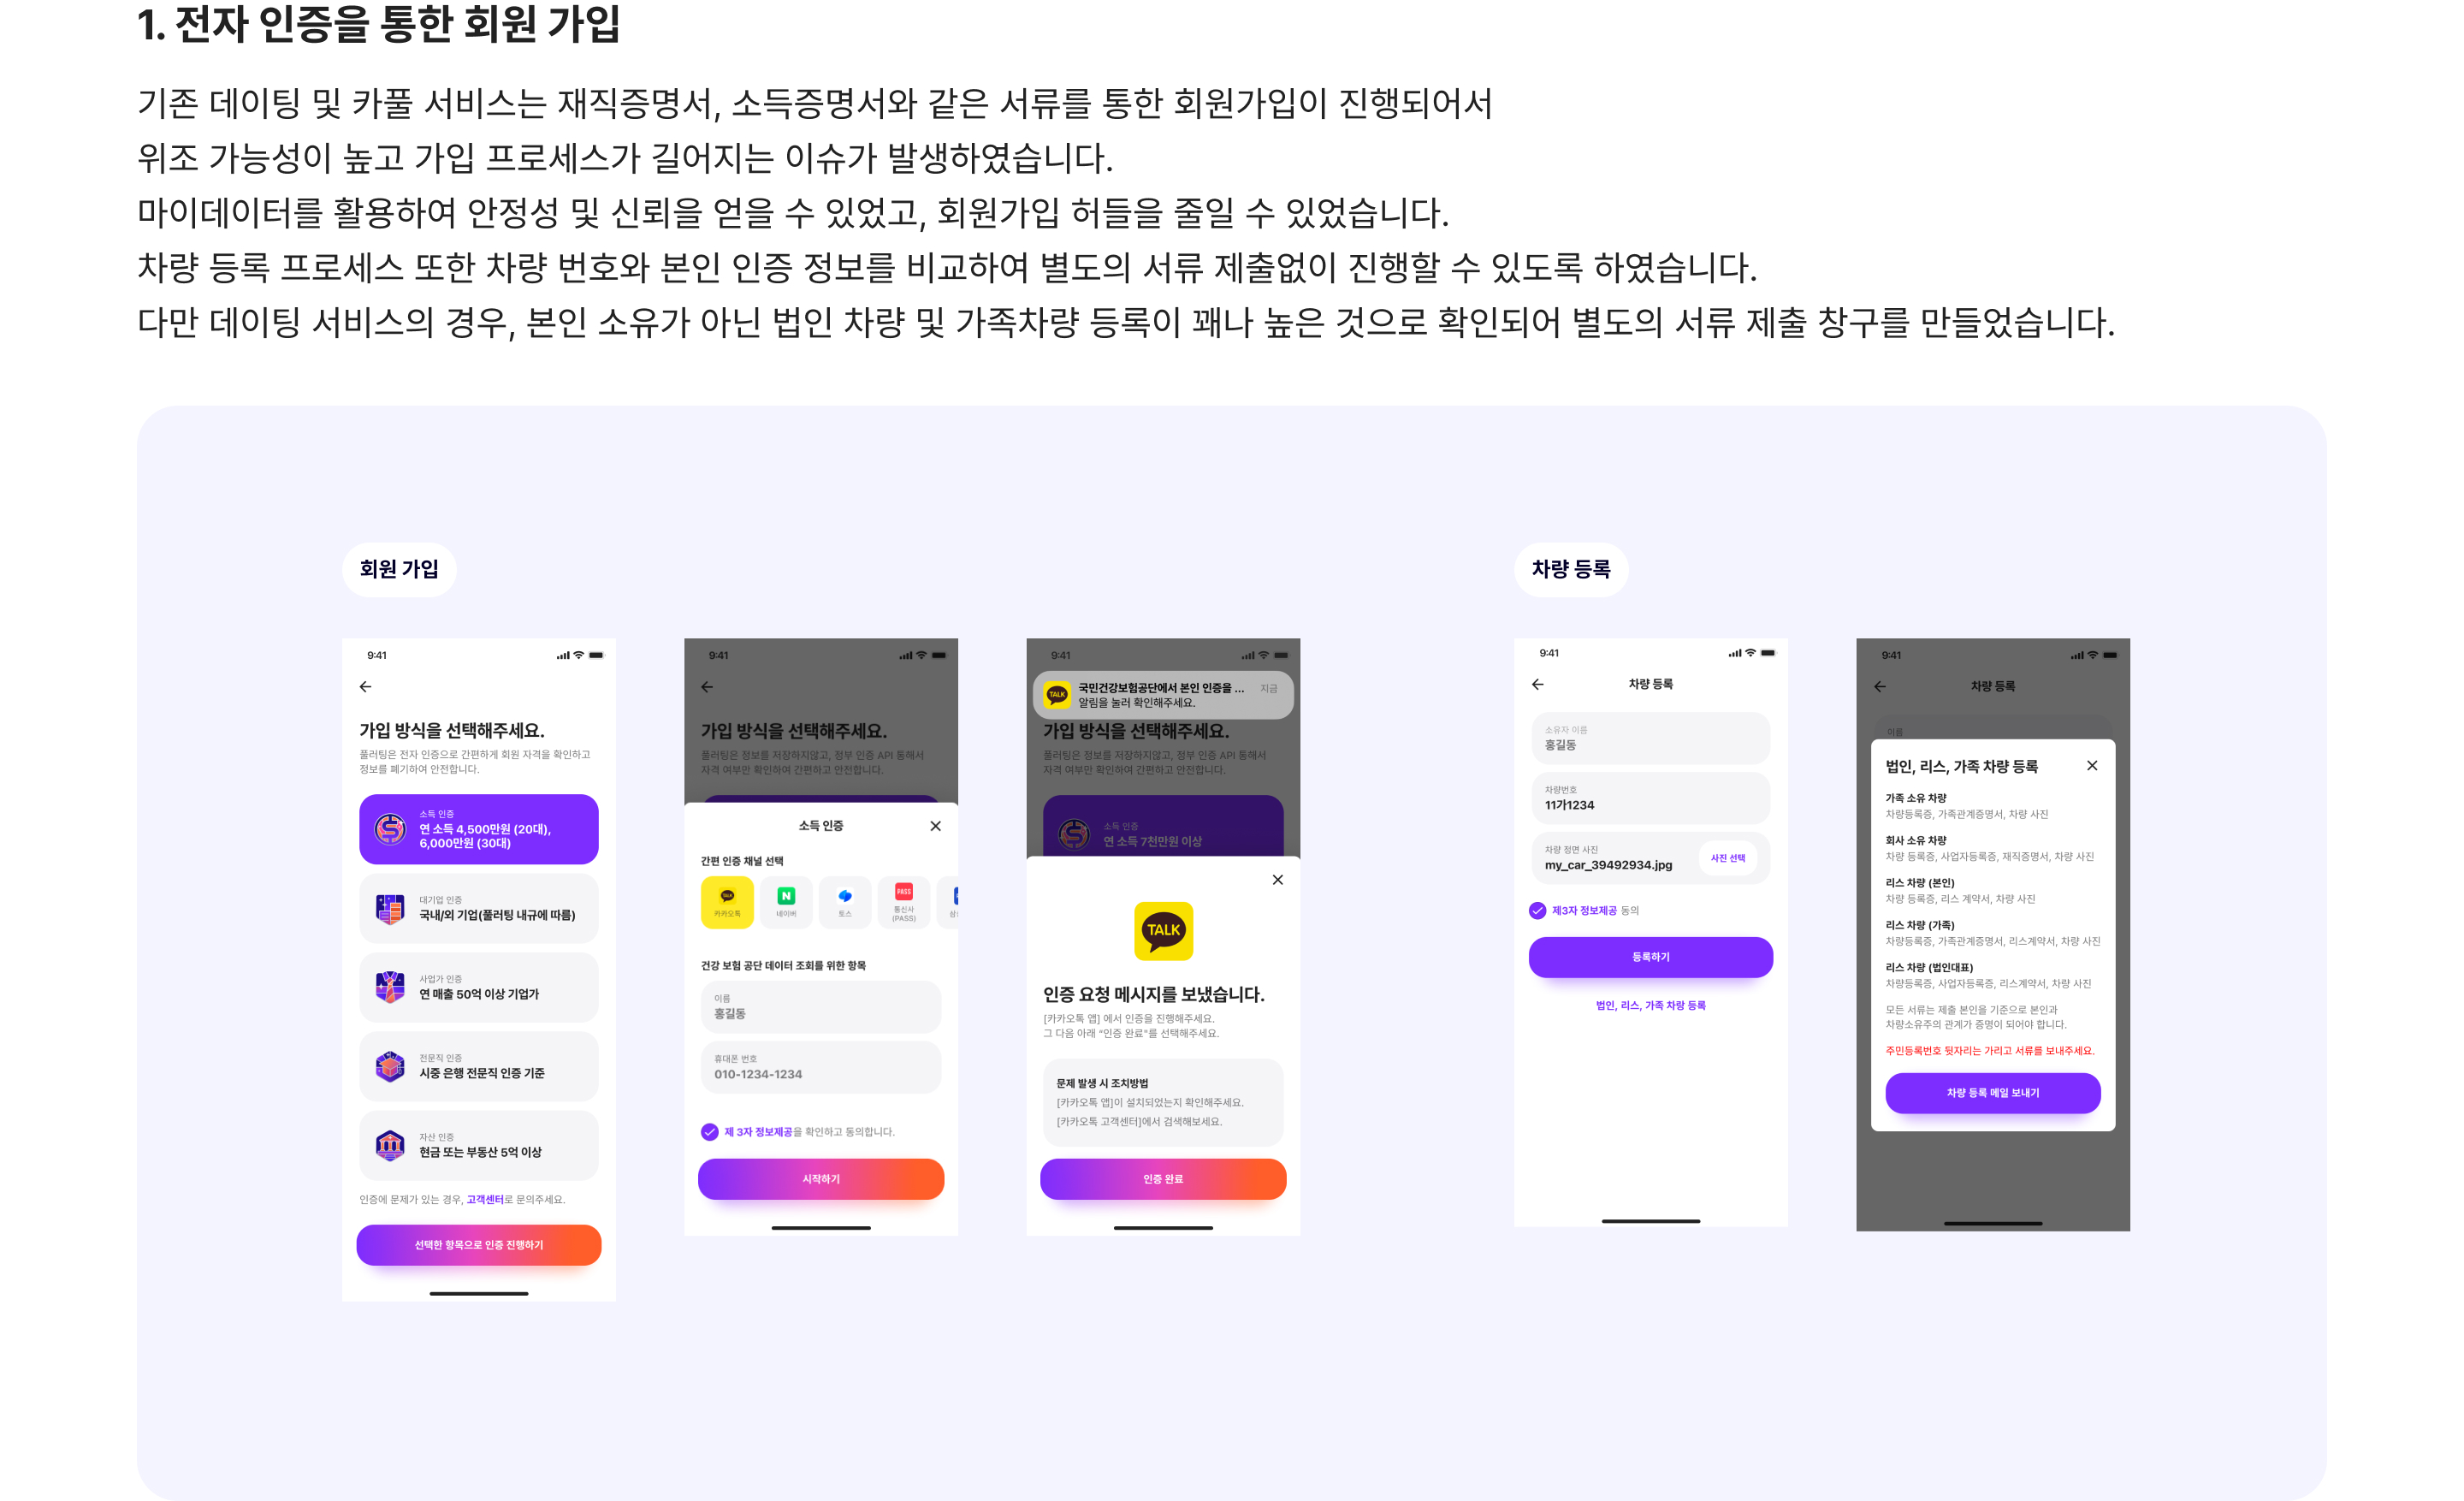 1. 전자 인증을 통한 회원 가입
기존 데이팅 및 카풀 서비스는 재직증명서, 소득증명서와 같은 서류를 통한 회원가입이 진행되어서
위조 가능성이 높고 가입 프로세스가 길어지는 이슈가 발생하였습니다.
마이데이터를 활용하여 안정성 및 신뢰을 얻을 수 있었고, 회원가입 허들을 줄일 수 있었습니다.
차량 등록 프로세스 또한 차량 번호와 본인 인증 정보를 비교하여 별도의 서류 제출없이 진행할 수 있도록 하였습니다.
다만 데이팅 서비스의 경우, 본인 소유가 아닌 법인 차량 및 가족차량 등록이 꽤나 높은 것으로 확인되어 별도의 서류 제출 창구를 만들었습니다.
회원 가입
9:41
가입 방식을 선택해주세요.
풀러팅은 전자 인증으로 간편하게 회원 자격을 확인하고
정보를 폐기하여 안전합니다.
소득 인증
연 소득 4,500만원 (20대),
6,000만원 (30대)
대기업 인증
국내/외 기업(풀러팅 내규에 따름)
사업가 인증
연 매출 50억 이상 기업가
전문직 인증
시중 은행 전문직 인증 기준
자산 인증
현금 또는 부동산 5억 이상
인증에 문제가 있는 경우, 고객센터로 문의주세요.
선택한 항목으로 인증 진행하기
9:41
가입 방식을 선택해주세요.
풀러팅은 정보를 저장하지않고, 정부 인증 API 통해서
자격 여부만 확인하여 간편하고 안전합니다.
소득 인증
간편 인증 채널 선택
TALK
카카오톡
N
네이버
토스
PASS
통신사
(PASS)
건강 보험 공단 데이터 조회를 위한 항목
이름
홍길동
휴대폰 번호
010-1234-1234
제 3자 정보제공을 확인하고 동의합니다.
시작하기
9:41
TALK
국민건강보험공단에서 본인 인증을 ...
지금
알림을 눌러 확인해주세요.
가입 방식을 선택해주세요.
풀러팅은 정보를 저장하지않고, 정부 인증 API 통해서
자격 여부만 확인하여 간편하고 안전합니다.
소득 인증
연 소득 7천만원 이상
TALK
인증 요청 메시지를 보냈습니다.
[카카오톡 앱] 에서 인증을 진행해주세요.
그 다음 아래 “인증 완료”를 선택해주세요.
문제 발생 시 조치방법
[카카오톡 앱]이 설치되었는지 확인해주세요.
[카카오톡 고객센터]에서 검색해보세요.
인증 완료
차량 등록
9:41
차량 등록
소유자 이름
홍길동
차량번호
11가1234
차량 정면 사진
my_car_39492934.jpg
사진 선택
제3자 정보제공 동의
등록하기
법인, 리스, 가족 차량 등록
9:41
차량 등록
이름
법인, 리스, 가족 차량 등록
가족 소유 차량
차량등록증, 가족관계증명서, 차량 사진
회사 소유 차량
차량 등록증, 사업자등록증, 재직증명서, 차량 사진
리스 차량 (본인)
차량 등록증, 리스 계약서, 차량 사진
리스 차량 (가족)
차량등록증, 가족관계증명서, 리스계약서, 차량 사진
리스 차량 (법인대표)
차량등록증, 사업자등록증, 리스계약서, 차량 사진
모든 서류는 제출 본인을 기준으로 본인과
차량소유주의 관계가 증명이 되어야 합니다.
주민등록번호 뒷자리는 가리고 서류를 보내주세요.
차량 등록 메일 보내기